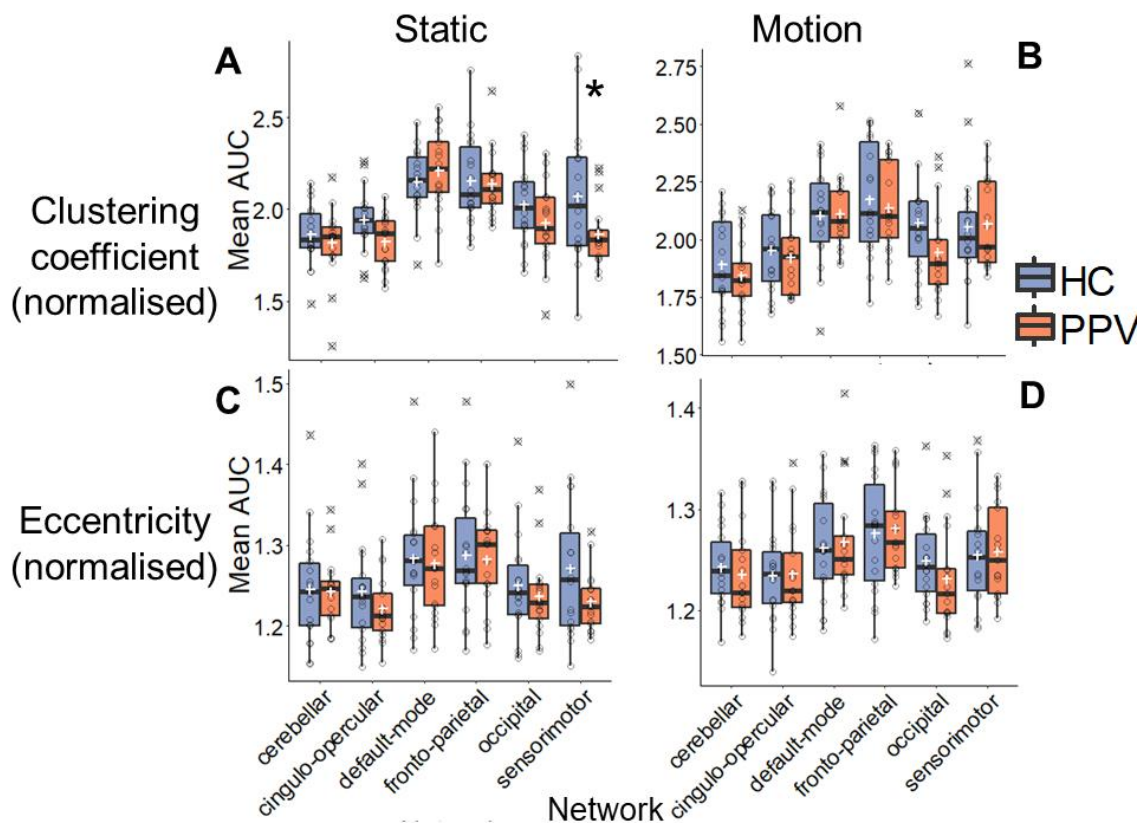 Static
Motion
A
B
*
Clustering
coefficient
(normalised)
Mean AUC
2.5
2.0
1.5
2.75
2.50
2.25
2.00
1.75
1.50
HC
PPV
C
D
Eccentricity
(normalised)
Mean AUC
1.5
1.4
1.3
1.2
1.4
1.3
1.2
cerebellar
cingulo-opercular
default-mode
fronto-parietal
occipital
sensorimotor
cerebellar
cingulo-opercular
default-mode
fronto-parietal
occipital
sensorimotor
Network